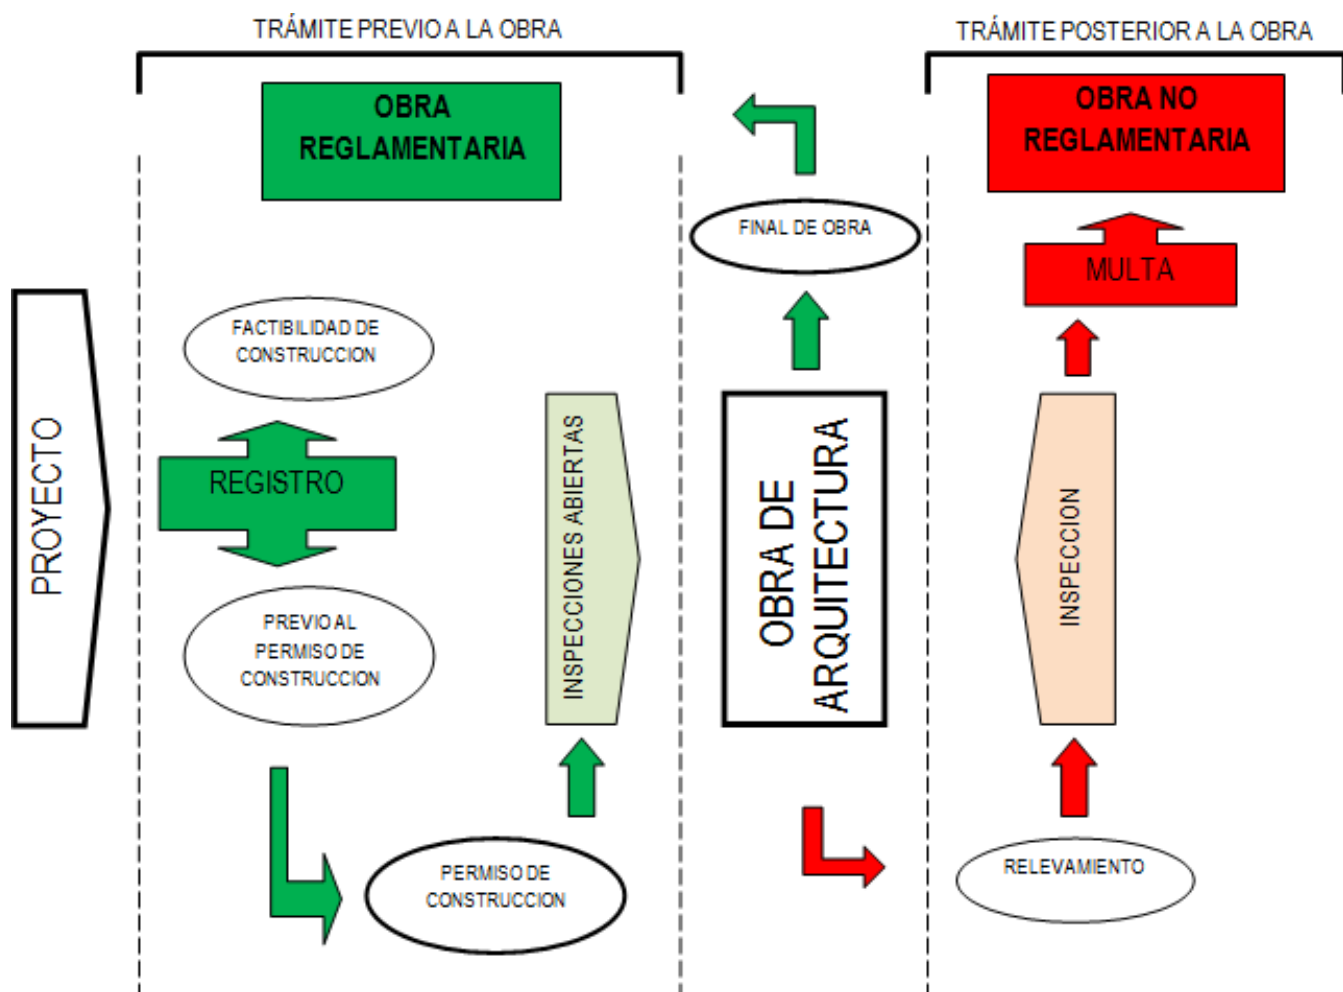 TRÁMITE PREVIO A LA OBRA
TRÁMITE POSTERIOR A LA OBRA
OBRA
REGLAMENTARIA
OBRA NO
REGLAMENTARIA
FINAL DE OBRA
MULTA
PROYECTO
FACTIBILIDAD DE
CONSTRUCCION
REGISTRO
PREVIO AL
PERMISO DE
CONSTRUCCION
INSPECCIONES ABIERTAS
OBRA DE
ARQUITECTURA
INSPECCION
PERMISO DE
CONSTRUCCION
RELEVAMIENTO